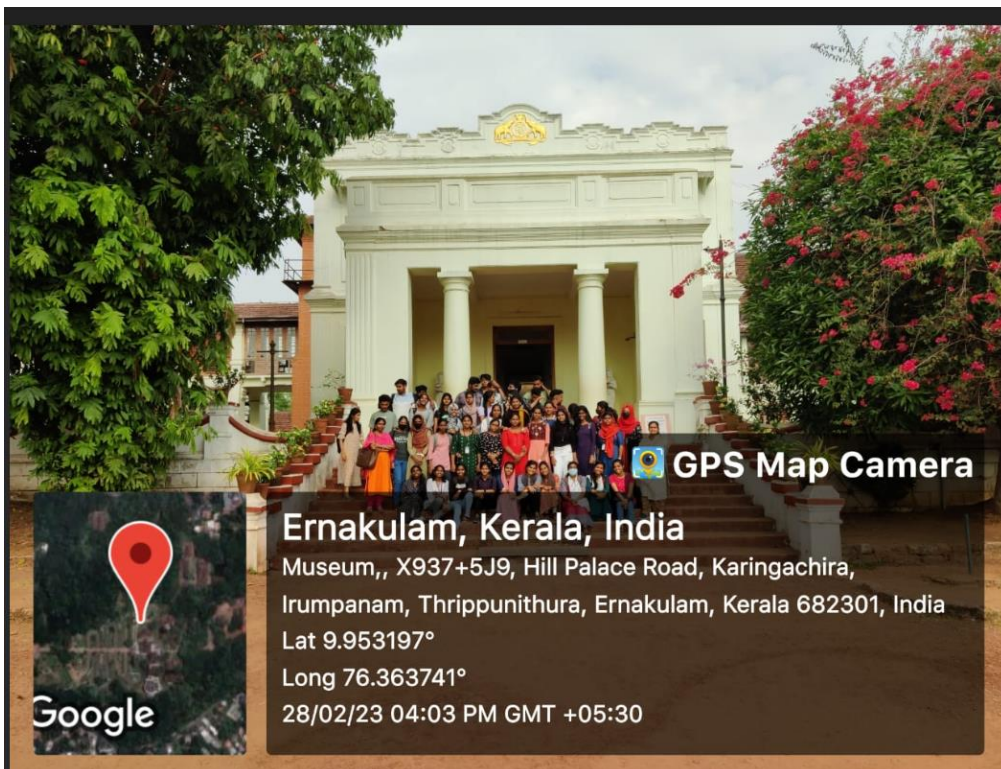 GPS Map Camera
Ernakulam, Kerala, India
Museum,, X937+5J9, Hill Palace Road, Karingachira,
Irumpanam, Thrippunithura, Ernakulam, Kerala 682301, India
Lat 9.953197°
Long 76.363741°
28/02/23 04:03 PM GMT +05:30
Google